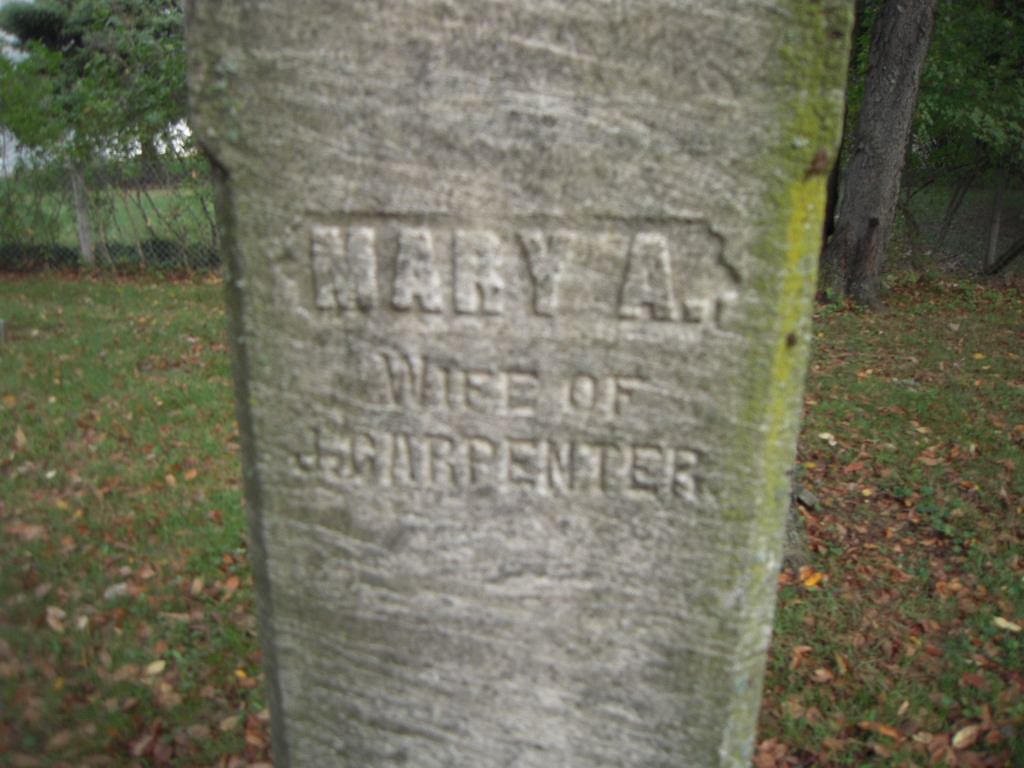 MARY A.
WIFE OF
J. CARPENTER.